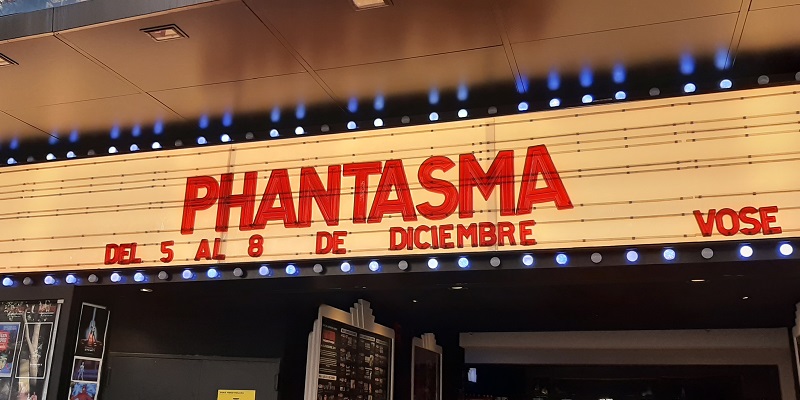 PHANTASMA
DEL 5 AL 8 DE DICIEMBRE
VOSE